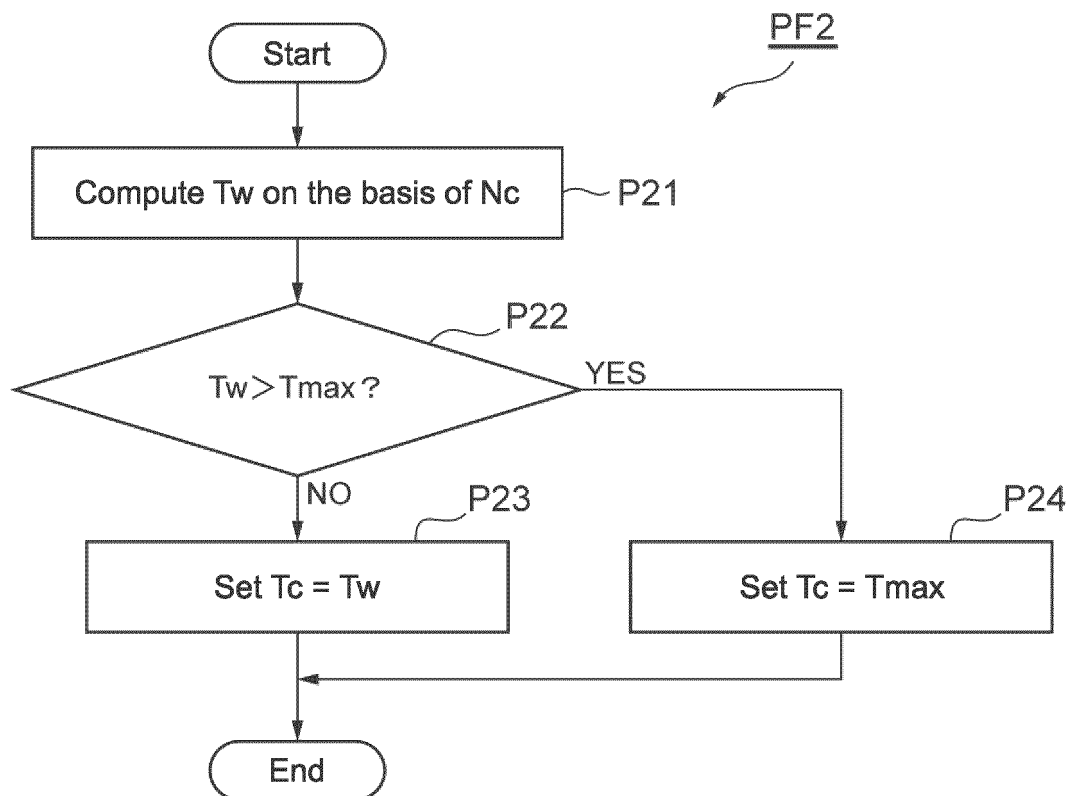 PF2
Start
Compute Tw on the basis of Nc
P21
P22
Tw>Tmax?
YES
NO
P23
P24
Set Tc = Tw
Set Tc = Tmax
End